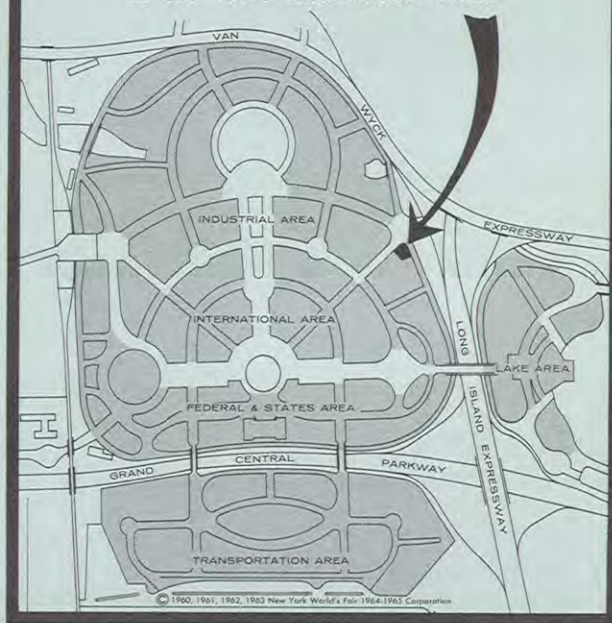 VAN
WYCK
EXPRESSWAY
INDUSTRIAL AREA
INTERNATIONAL AREA
LONG
ISLAND EXPRESSWAY
LAKE AREA
FEDERAL & STATES AREA
GRAND
CENTRAL
PARKWAY
TRANSPORTATION AREA
© 1960, 1961, 1962, 1963 New York World's Fair 1964-1965 Corporation